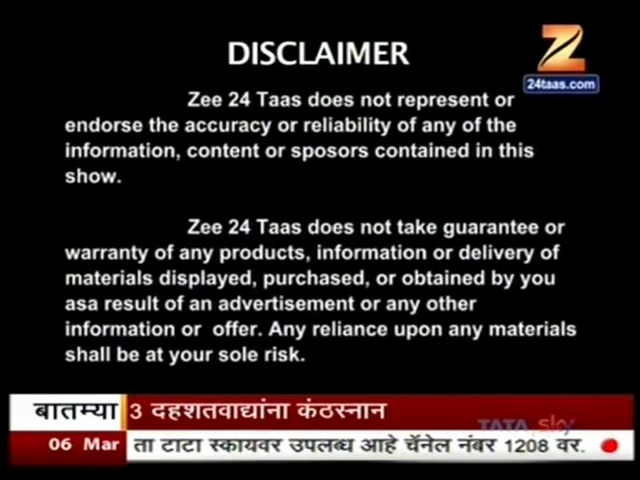 DISCLAIMER
24taas.com
Zee 24 Taas does not represent or
endorse the accuracy or reliability of any of the
information, content or sposors contained in this
show.
Zee 24 Taas does not take guarantee or
warranty of any products, information or delivery of
materials displayed, purchased, or obtained by you
asa result of an advertisement or any other
information or offer. Any reliance upon any materials
shall be at your sole risk.
बातम्या 3 दहशतवाद्यांना कंठस्नान
TATA sky
06 Mar ता टाटा स्कायवर उपलब्ध आहे चॅनेल नंबर 1208 वर.